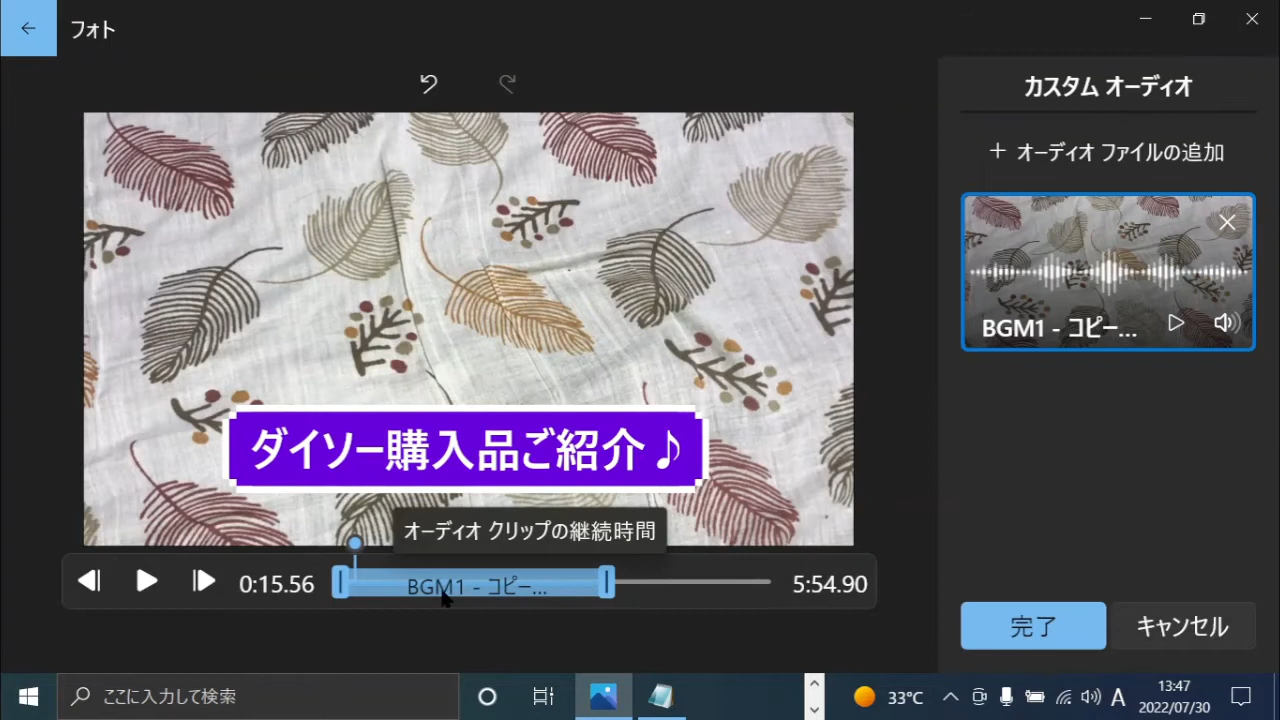 フォト
カスタム オーディオ
＋ オーディオ ファイルの追加
BGM1 - コピー...
ダイソー購入品ご紹介♪
オーディオ クリップの継続時間
0:15.56
BGM1 - コピー...
5:54.90
完了
キャンセル
ここに入力して検索
33°C
A
13:47
2022/07/30